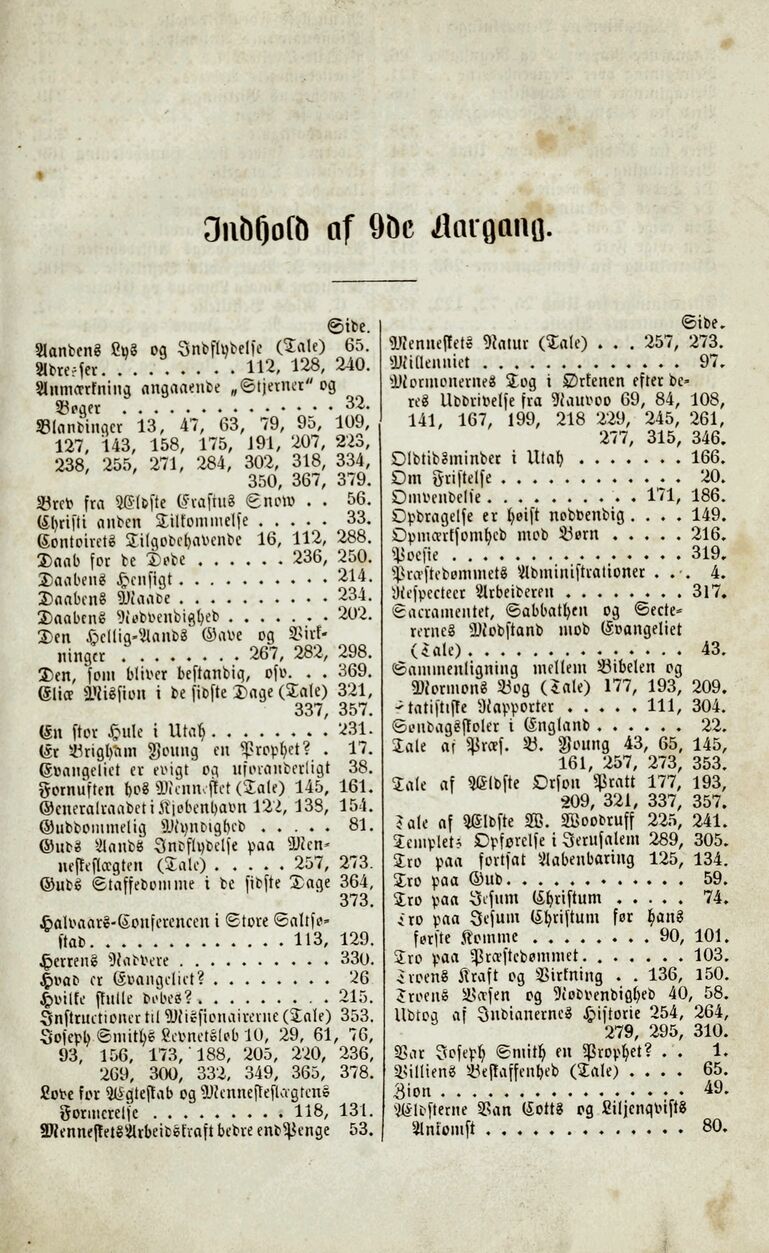 Indhold af 9de Aargang.
Side.
Aandens Lys og Indflydelse (Tale) 65.
Adresser. . . . . . . . . . 112, 128, 240.
Anmærkning angaaende „Stjerner" og
Bøger . . . . . . . . . . . . . 32.
Blandinger 13, 47, 63, 79, 95, 109,
127, 143, 158, 175, 191, 207, 223,
238, 255, 271, 284, 302, 318, 334,
350, 367, 379.
Brev fra Ældste Erastus Snow . . 56.
Christi anden Tilkommelse . . . . . 33.
Contoirets Tilgodehavende 16, 112, 288.
Daab for de Døde . . . . . 236, 250.
Daabens Hensigt . . . . . . . . . . 214.
Daabens Maade . . . . . . . . . . . 234.
Daabens Nødvendighed . . . . . . . 202.
Den Hellig-Aands Gave og Virk-
ninger . . . . . . . . 267, 282, 298.
Den, som bliver bestandig, osv. . . 369.
Eliæ Mission i de sidste Dage (Tale) 321,
337, 357.
En stor Hule i Utah . . . . . . . . 231.
Er Brigham Young en Prophet? . 17.
Evangeliet er evigt og uforanderligt 38.
Fornuften hos Mennesket (Tale) 145, 161.
Generalraadet i Kjøbenhavn 122, 138, 154.
Guddommelig Myndighed . . . . . 81.
Guds Aands Indflydelse paa Men-
neskeslægten (Tale) . . . . . 257, 273.
Guds Staffedomme i de sidste Dage 364,
373.
Halvaars-Conferencen i Store Saltsø-
stad. . . . . . . . . . . . . . 113, 129.
Herrens Nadvere . . . . . . . . . . 330.
Hvad er Evangeliet? . . . . . . . . 26
Hvilke skulle døbes? . . . . . . . . . 215.
Instructioner til Missionairerne (Tale) 353.
Joseph Smiths Levnetsløb 10, 29, 61, 76,
93, 156, 173, 188, 205, 220, 236,
269, 300, 332, 349, 365, 378.
Love for Ægteskab og Menneskeslægtens
Formerelse . . . . . . . . . 118, 131.
Menneskets Arbeidskraft bedre end Penge 53.
Side.
Menneskets Natur (Tale) . . . 257, 273.
Millenniet . . . . . . . . . . . . . 97.
Mormonernes Tog i Ørkenen efter de-
res Uddrivelse fra Nauvoo 69, 84, 108,
141, 167, 199, 218 229, 245, 261,
277, 315, 346.
Oldtidsminder i Utah . . . . . . . 166.
Om Fristelse . . . . . . . . . . . . 20.
Omvendelse . . . . . . . . . . 171, 186.
Opdragelse er høist nødvendig . . . . 149.
Opmærksomhed mod Børn . . . . . 216.
Poesie . . . . . . . . . . . . . . . 319.
Præstedømmets Administrationer . . . 4.
Respecteer Arbeideren . . . . . . . . 317.
Sacramentet, Sabbathen og Secte-
rernes Modstand mod Evangeliet
(Tale) . . . . . . . . . . . . . . 43.
Sammenligning mellem Bibelen og
Mormons Bog (Tale) 177, 193, 209.
Statistiske Rapporter . . . . . 111, 304.
Søndagsskoler i England . . . . . . 22.
Tale af Præs. B. Young 43, 65, 145,
161, 257, 273, 353.
Tale af Ældste Orson Pratt 177, 193,
209, 321, 337, 357.
Tale af Ældste W. Woodruff 225, 241.
Templets Opførelse i Jerusalem 289, 305.
Tro paa fortsat Aabenbaring 125, 134.
Tro paa Gud. . . . . . . . . . . . 59.
Tro paa Jesum Christum . . . . . 74.
Tro paa Jesum Christum før hans
første Komme . . . . . . . . 90, 101.
Tro paa Præstedømmet. . . . . . . 103.
Troens Kraft og Virkning . . 136, 150.
Troens Væsen og Nødvendighed 40, 58.
Udtog af Indianernes Historie 254, 264,
279, 295, 310.
Var Joseph Smith en Prophet? . . 1.
Villiens Beskaffenhed (Tale) . . . . 65.
Zion . . . . . . . . . . . . . . . . 49.
Ældsterne Van Cotts og Liljenqvists
Ankomst . . . . . . . . . . . . . 80.